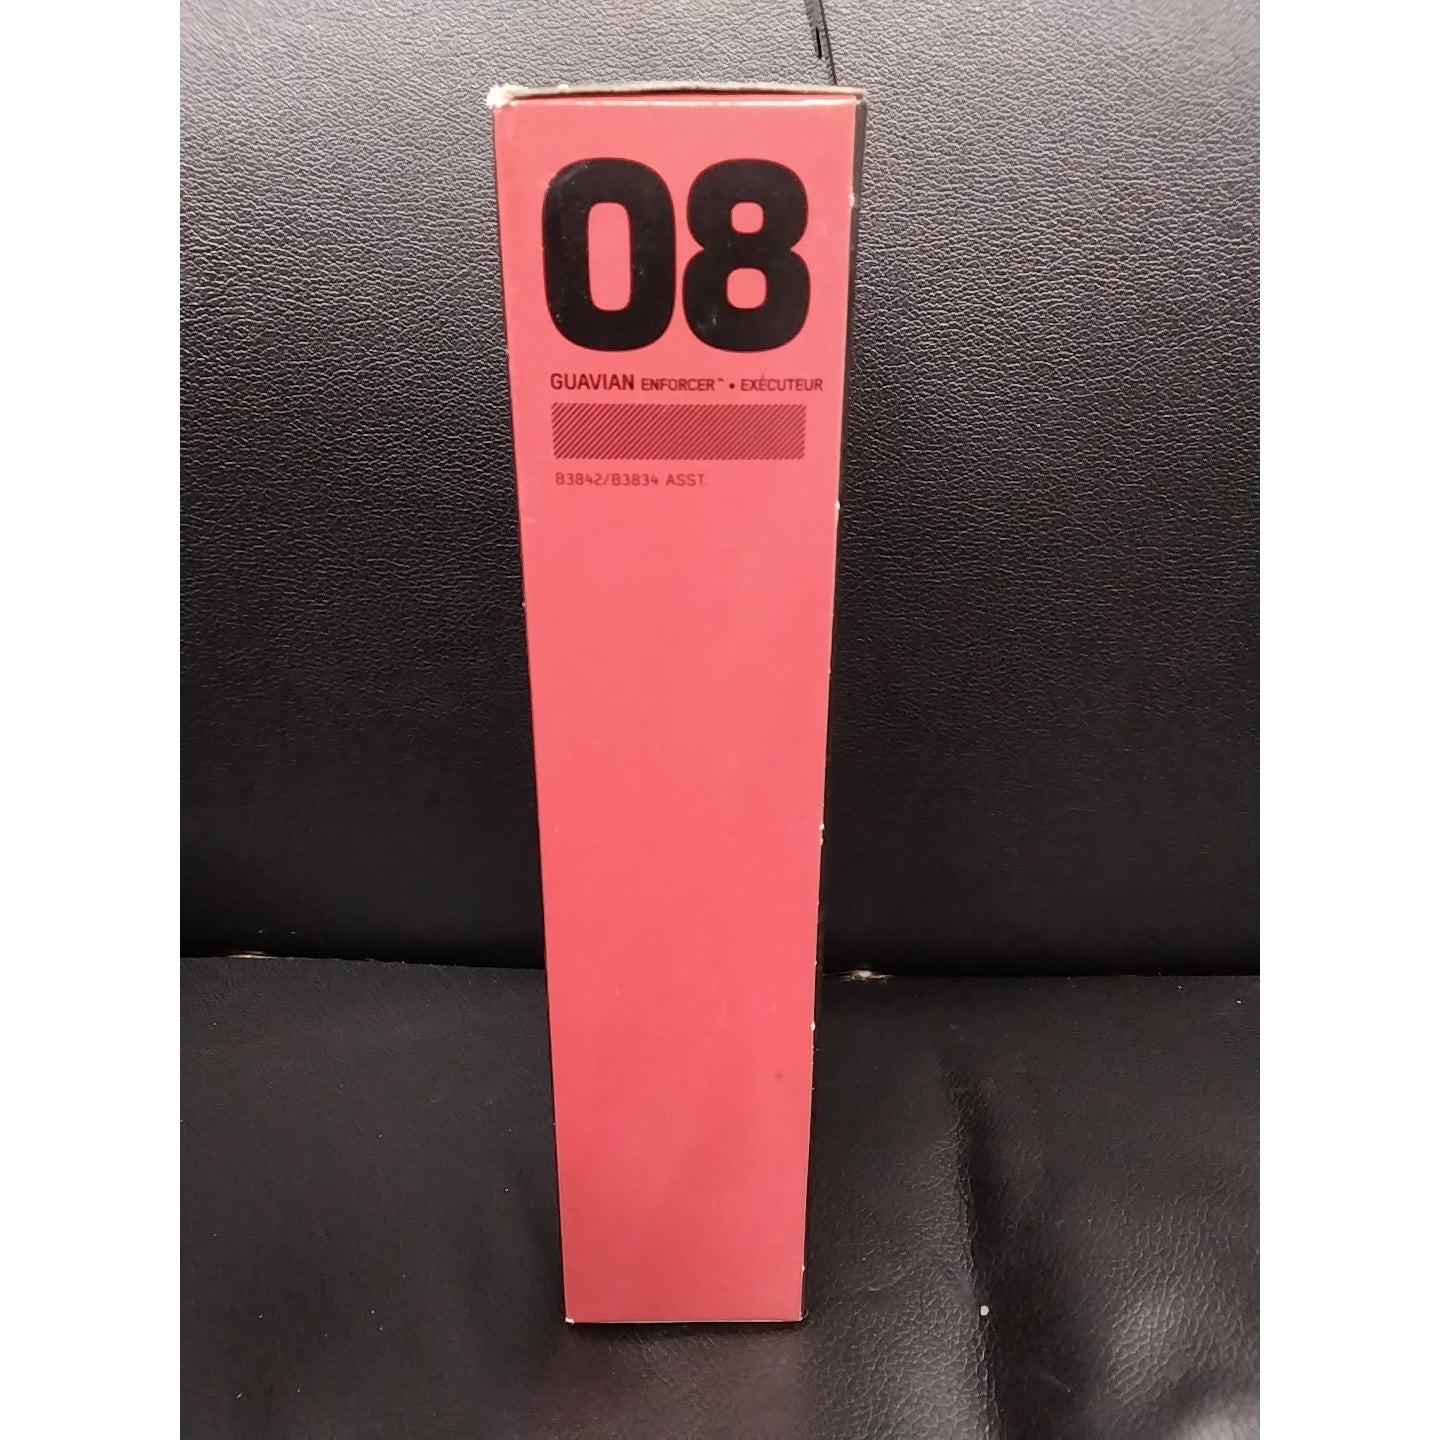 08
GUAVIAN ENFORCER™ • EXÉCUTEUR
B3842/B3834 ASST.